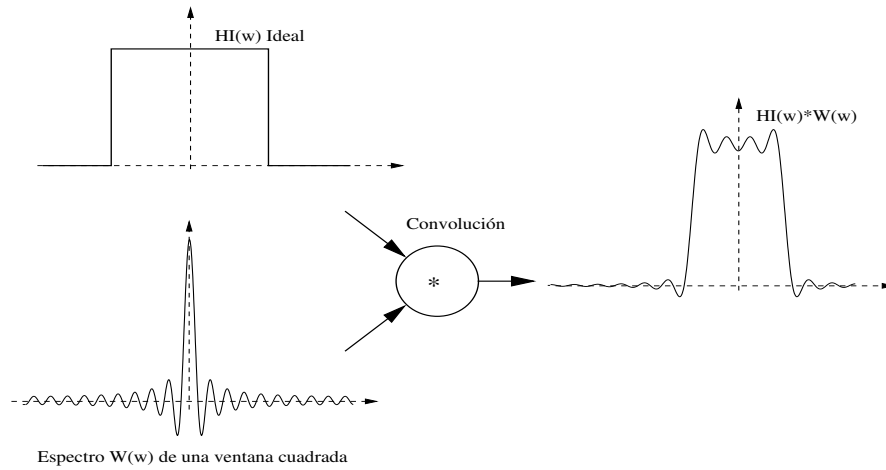 HI(w) Ideal
HI(w)*W(w)
Convolución
*
Espectro W(w) de una ventana cuadrada